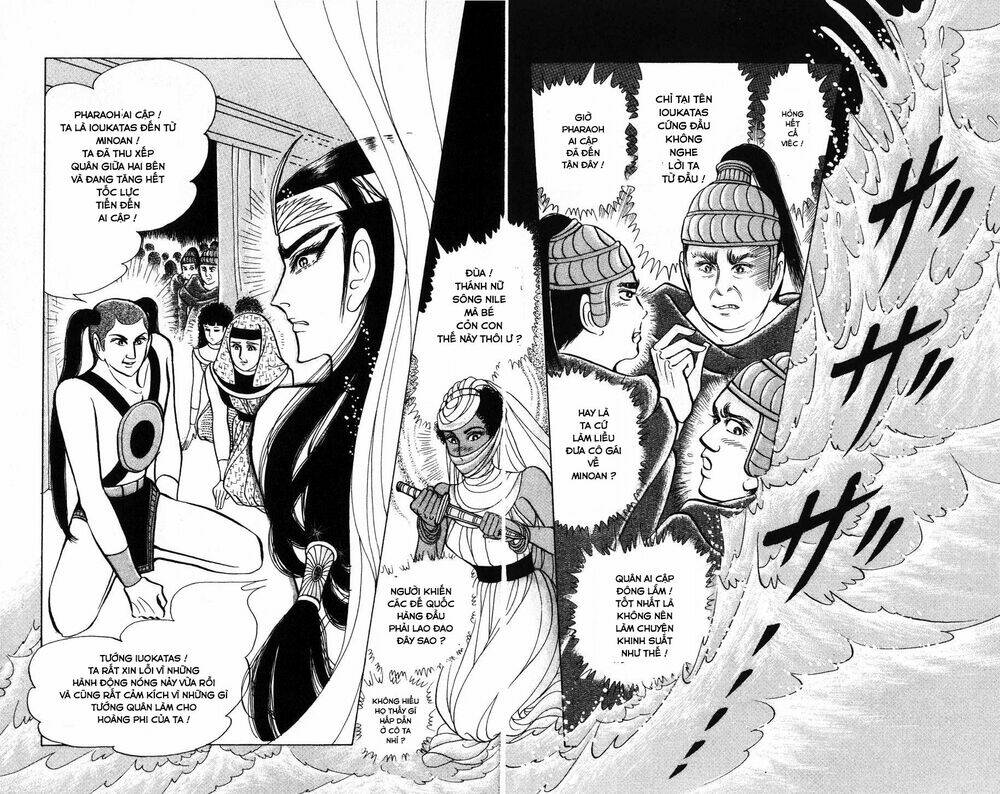 HỎNG
HẾT
CẢ
VIỆC !
CHỈ TẠI TÊN
IOUKATAS
CỨNG ĐẦU
KHÔNG
NGHE
LỜI TA
TỪ ĐẦU !
GIỜ
PHARAOH
AI CẬP
ĐÃ ĐẾN
TẬN ĐÂY !
HAY LÀ
TA CỨ
LÀM LIỀU
ĐƯA CÔ GÁI
VỀ
MINOAN ?
QUÂN AI CẬP
ĐÔNG LẮM !
TỐT NHẤT LÀ
KHÔNG NÊN
LÀM CHUYỆN
KHINH SUẤT
NHƯ THẾ !
ザザザ...
ĐÙA !
THÁNH NỮ
SÔNG NILE
MÀ BÉ
CỎN CON
THẾ NÀY THÔI Ư ?
NGƯỜI KHIẾN
CÁC ĐẾ QUỐC
HÀNG ĐẦU
PHẢI LAO ĐAO
ĐÂY SAO ?
KHÔNG HIỂU
HỌ THẤY GÌ
HẤP DẪN
Ở CÔ TA
NHỈ ?
PHARAOH AI CẬP !
TA LÀ IOUKATAS ĐẾN TỪ
MINOAN !
TA ĐÃ THU XẾP
QUÂN GIỮA HAI BÊN
VÀ ĐANG TĂNG HẾT
TỐC LỰC
TIẾN ĐẾN
AI CẬP !
TƯỚNG IUOKATAS !
TA RẤT XIN LỖI VÌ NHỮNG
HÀNH ĐỘNG NÓNG NẢY VỪA RỒI
VÀ CŨNG RẤT CẢM KÍCH VÌ NHỮNG GÌ
TƯỚNG QUÂN LÀM CHO
HOÀNG PHI CỦA TA !